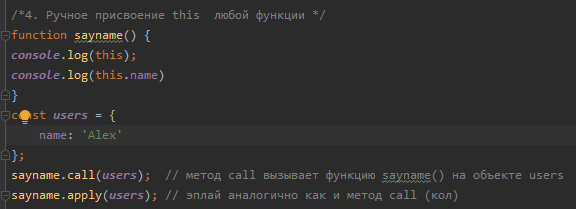 /*4. Ручное присвоение this  любой функции */
function sayname() {
console.log(this);
console.log(this.name)
}
const users = {
    name: 'Alex'
};
sayname.call(users);  // метод call вызывает функцию sayname() на объекте users
sayname.apply(users); // эплай аналогично как и метод call (кол)